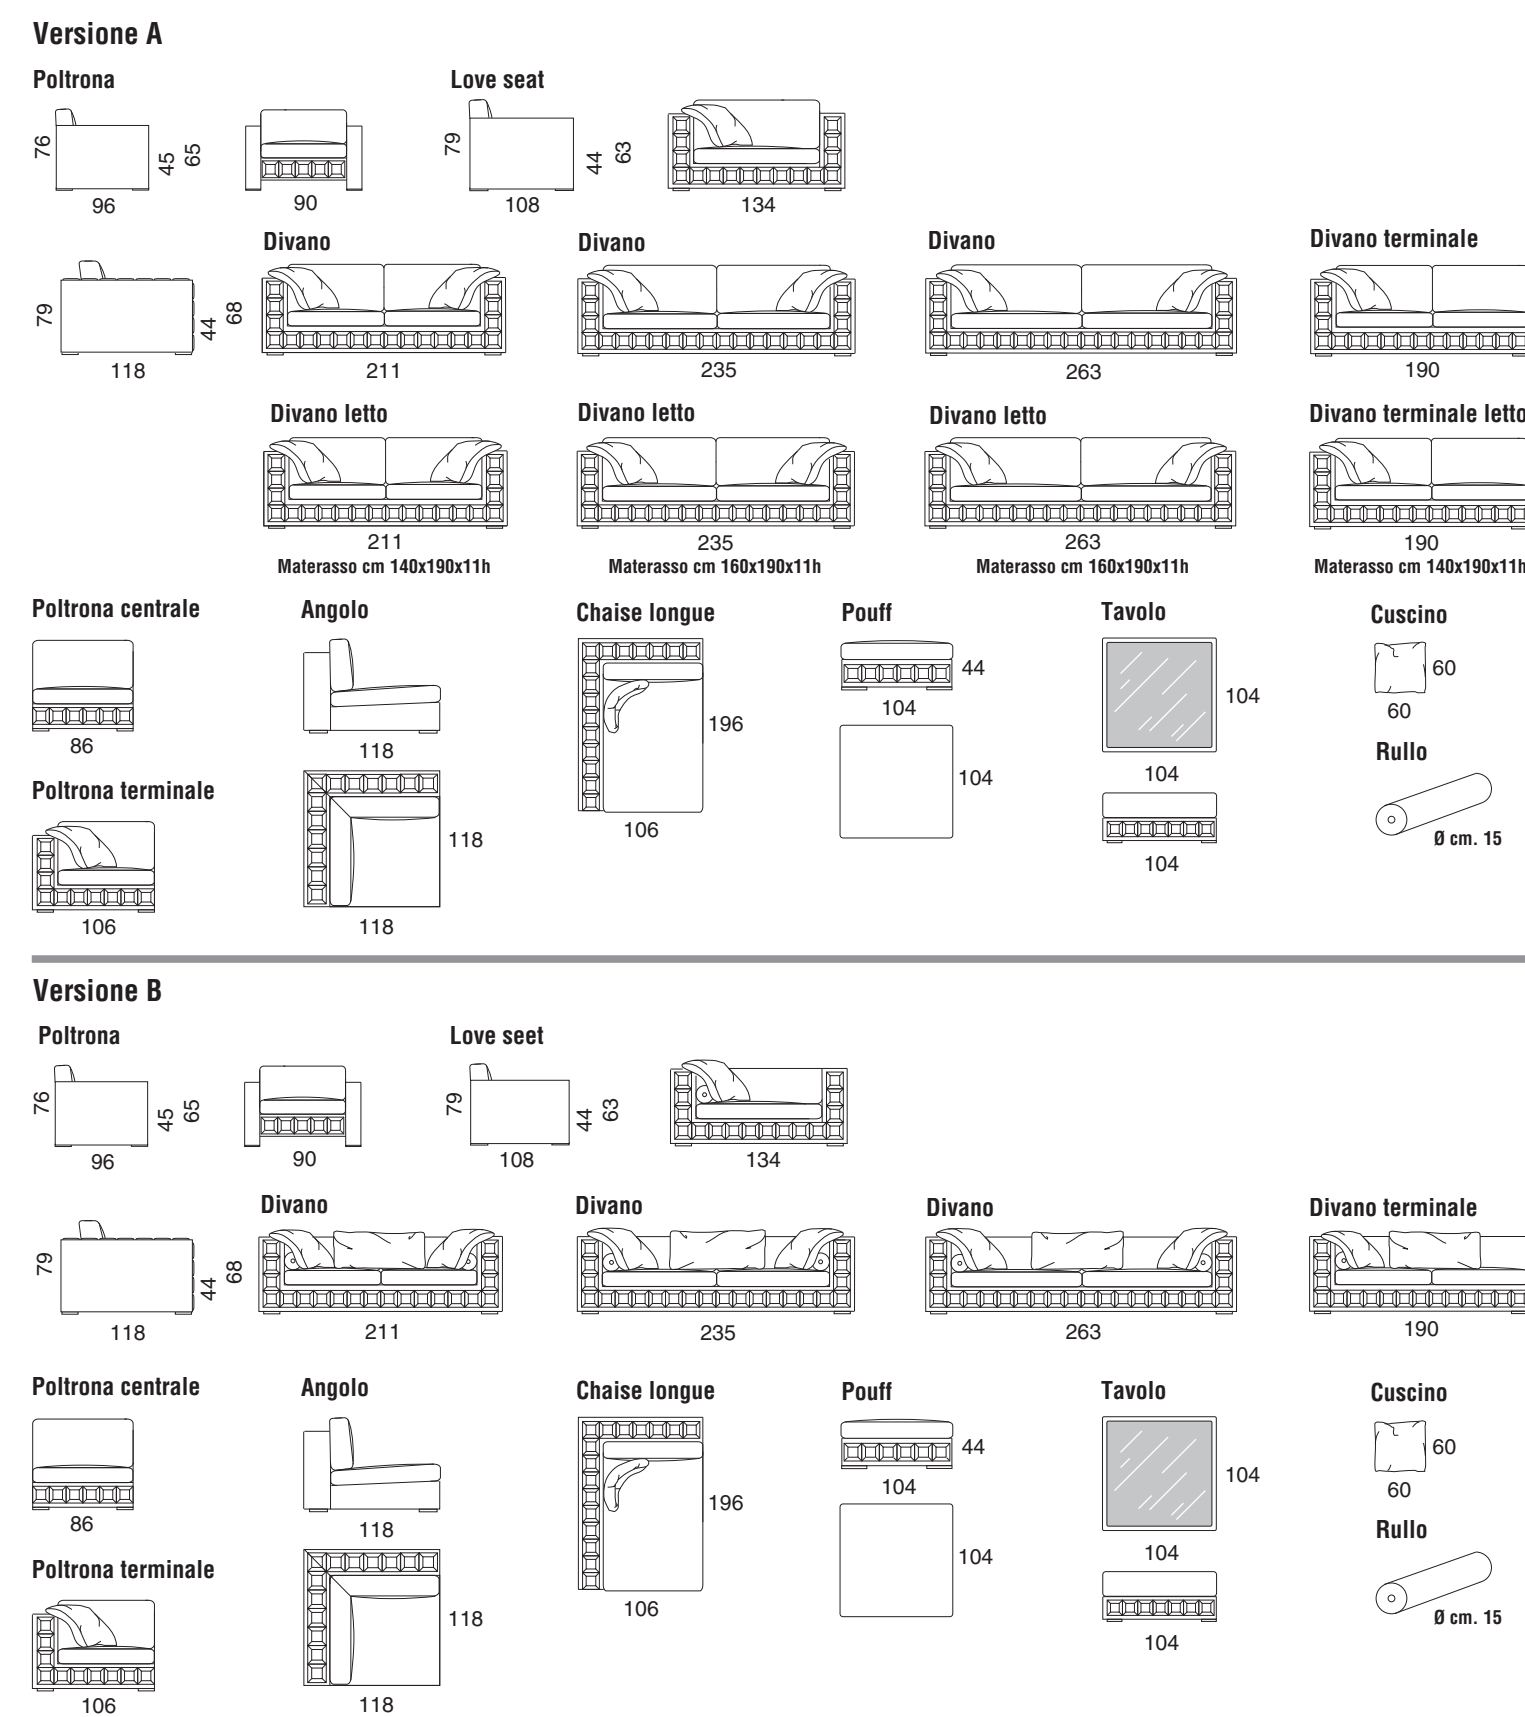 Versione A
Poltrona
Love seat
76
45
65
96
90
79
44
63
108
134
Divano
Divano
Divano
Divano terminale
79
44
68
118
211
235
263
190
Divano letto
Divano letto
Divano letto
Divano terminale letto
211
235
263
190
Materasso cm 140x190x11h
Materasso cm 160x190x11h
Materasso cm 160x190x11h
Materasso cm 140x190x11h
Poltrona centrale
Angolo
Chaise longue
Pouff
Tavolo
Cuscino
86
118
196
44
104
104
104
60
60
Poltrona terminale
Rullo
118
106
104
104
Ø cm. 15
106
118
Versione B
Poltrona
Love seet
76
45
65
96
90
79
44
63
108
134
Divano
Divano
Divano
Divano terminale
79
44
68
118
211
235
263
190
Poltrona centrale
Angolo
Chaise longue
Pouff
Tavolo
Cuscino
86
118
196
44
104
104
104
60
60
Poltrona terminale
Rullo
118
106
104
104
Ø cm. 15
106
118